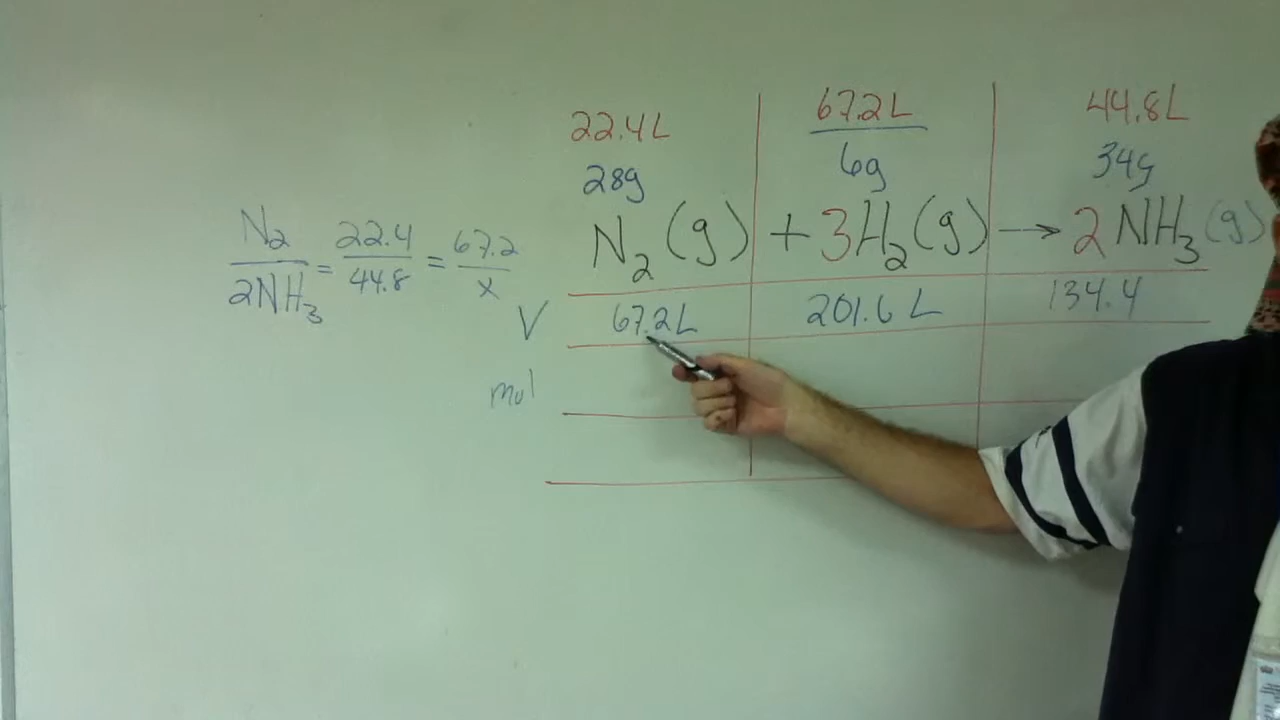 22.4L 67.2L 44.8L
28g 6g 34g
N₂(g) + 3H₂(g) → 2NH₃(g)
V 67.2L 201.6 L 134.4
mol
N₂/2NH₃ = 22.4/44.8 = 67.2/x